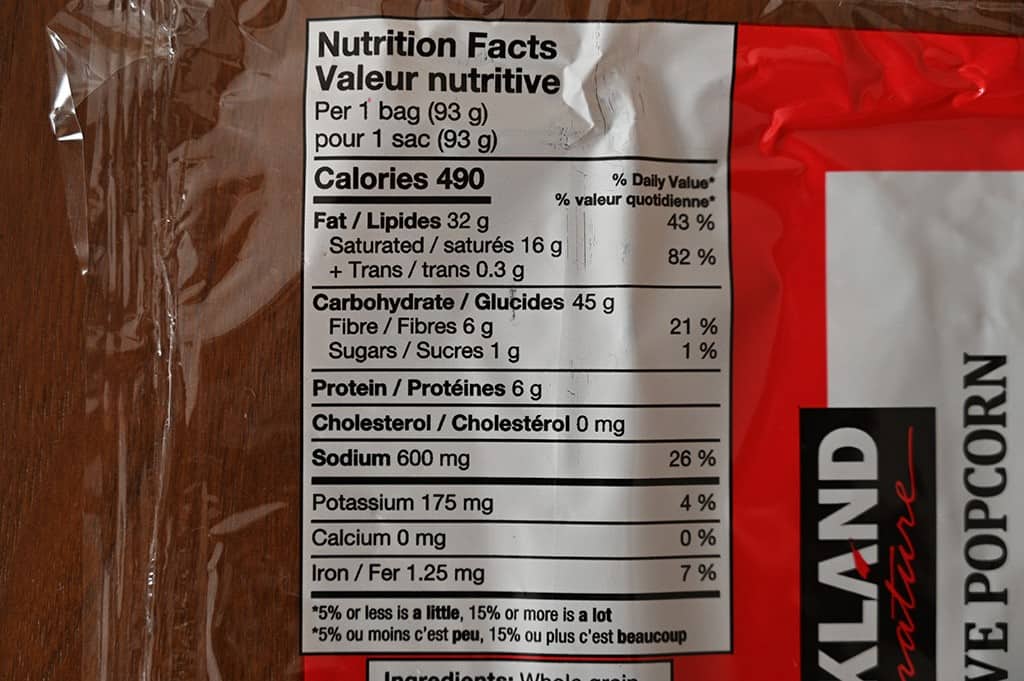 Nutrition Facts
Valeur nutritive
Per 1 bag (93 g)
pour 1 sac (93 g)
Calories 490
% Daily Value*
% valeur quotidienne*
Fat / Lipides 32 g 43 %
Saturated / saturés 16 g
+ Trans / trans 0.3 g
82 %
Carbohydrate / Glucides 45 g
Fibre / Fibres 6 g 21 %
Sugars / Sucres 1 g 1 %
Protein / Protéines 6 g
Cholesterol / Cholestérol 0 mg
Sodium 600 mg 26 %
Potassium 175 mg 4 %
Calcium 0 mg 0 %
Iron / Fer 1.25 mg 7 %
*5% or less is a little, 15% or more is a lot
*5% ou moins c'est peu, 15% ou plus c'est beaucoup
Ingredients: Whole grain
KLAND
nature
VE POPCORN